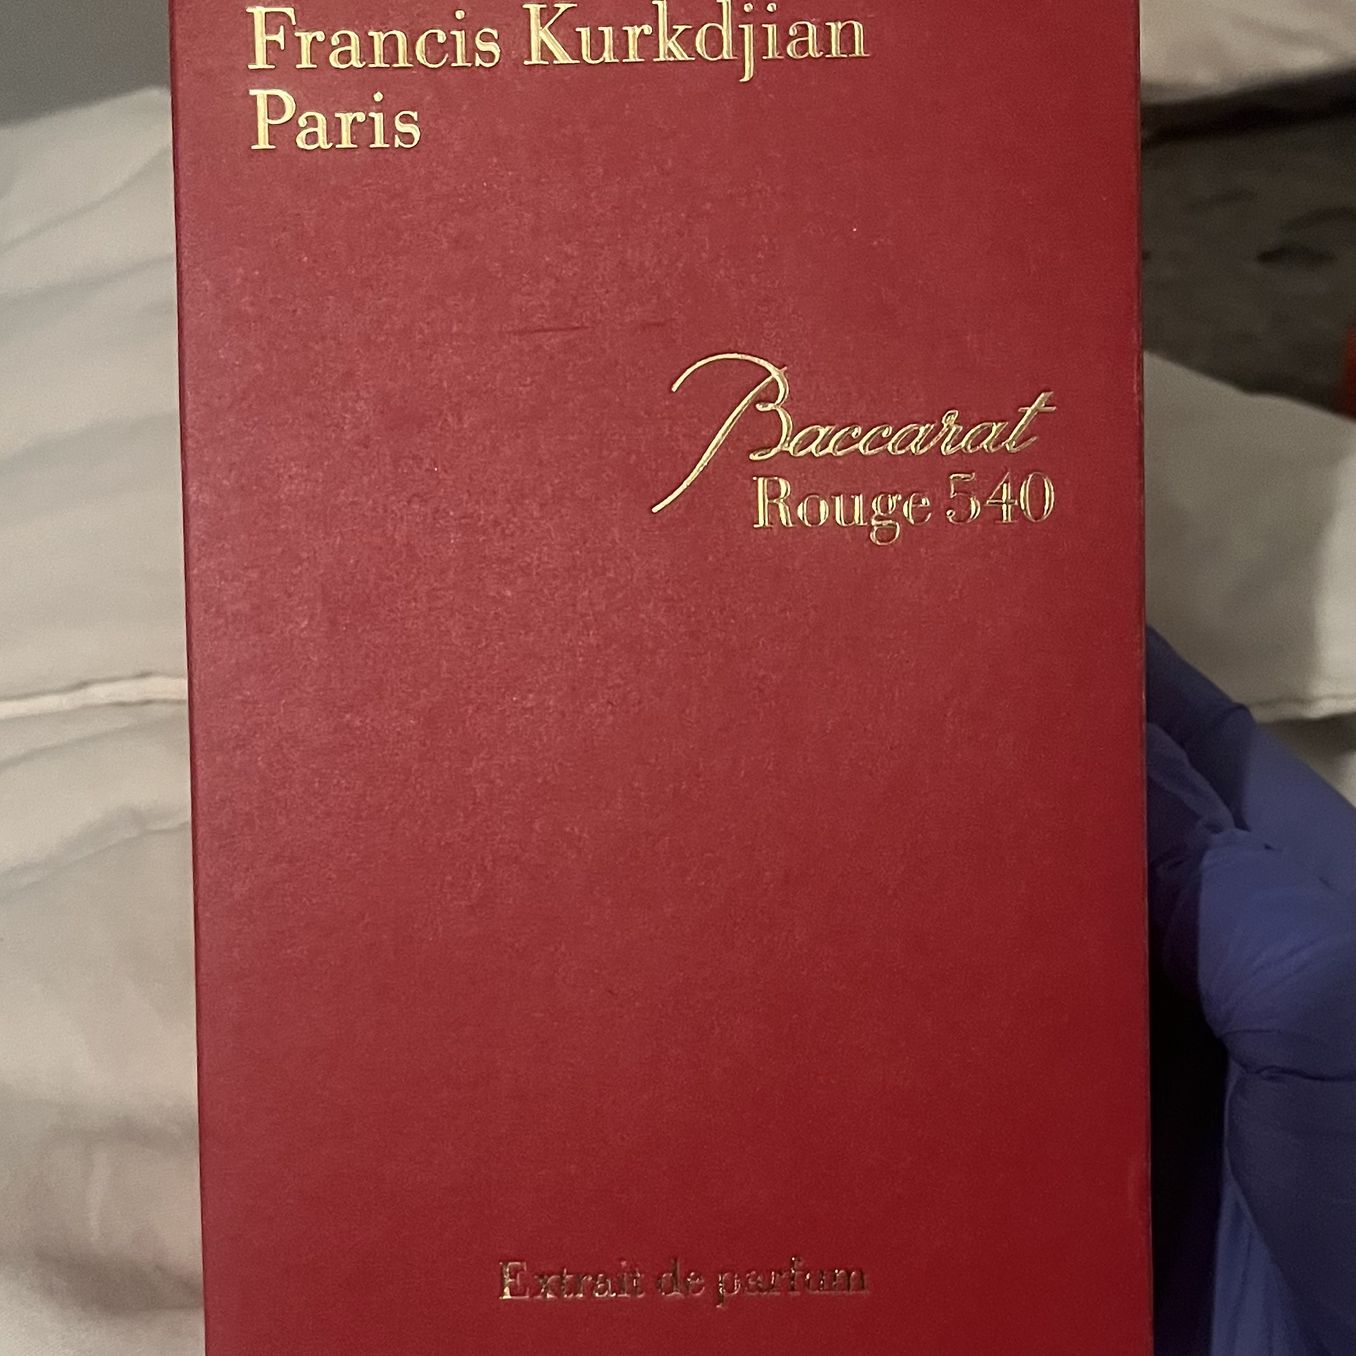 Francis Kurkdjian
Paris
Baccarat
Rouge 540
Extrait de parfum